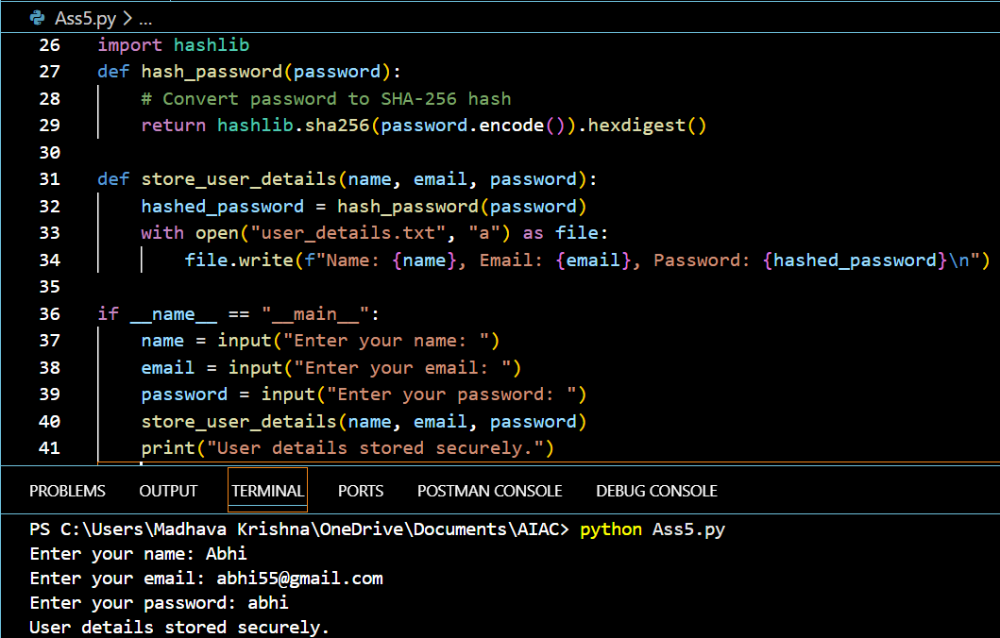 Ass5.py > ...
26 import hashlib
27 def hash_password(password):
28     # Convert password to SHA-256 hash
29     return hashlib.sha256(password.encode()).hexdigest()
30
31 def store_user_details(name, email, password):
32     hashed_password = hash_password(password)
33     with open("user_details.txt", "a") as file:
34         file.write(f"Name: {name}, Email: {email}, Password: {hashed_password}\n")
35
36 if __name__ == "__main__":
37     name = input("Enter your name: ")
38     email = input("Enter your email: ")
39     password = input("Enter your password: ")
40     store_user_details(name, email, password)
41     print("User details stored securely.")
PROBLEMS OUTPUT TERMINAL PORTS POSTMAN CONSOLE DEBUG CONSOLE
PS C:\Users\Madhava Krishna\OneDrive\Documents\AIAC> python Ass5.py
Enter your name: Abhi
Enter your email: abhi55@gmail.com
Enter your password: abhi
User details stored securely.